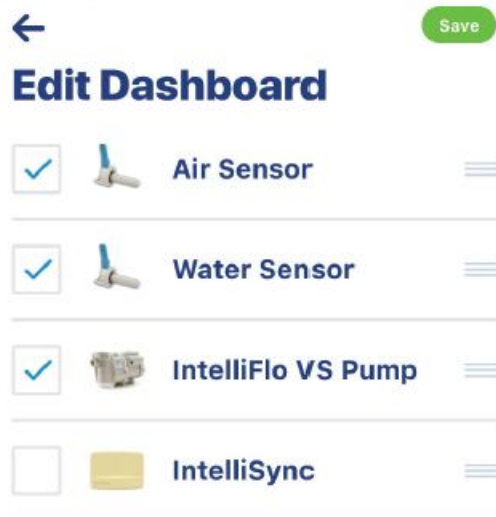 Save
Edit Dashboard
Air Sensor
Water Sensor
IntelliFlo VS Pump
IntelliSync